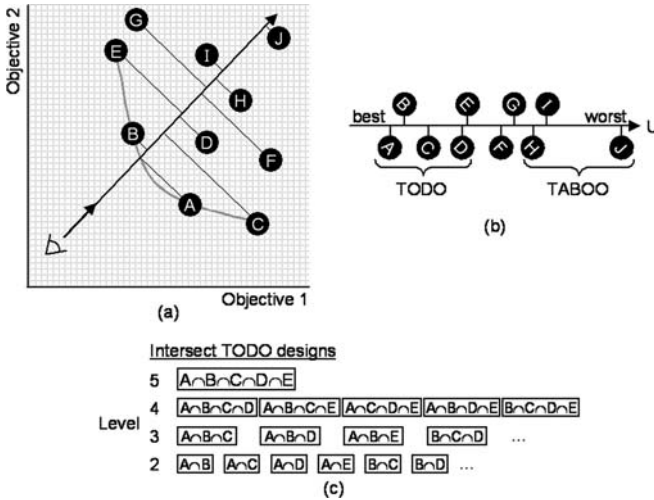 Objective 2
G
E
I
J
H
B
D
F
A
C
Objective 1
(a)
B E G I
best worst U
A C D F H J
TODO TABOO
(b)
Intersect TODO designs
5 A∩B∩C∩D∩E
4 A∩B∩C∩D A∩B∩C∩E A∩C∩D∩E A∩B∩D∩E B∩C∩D∩E
Level
3 A∩B∩C A∩B∩D A∩B∩E B∩C∩D ...
2 A∩B A∩C A∩D A∩E B∩C B∩D ...
(c)